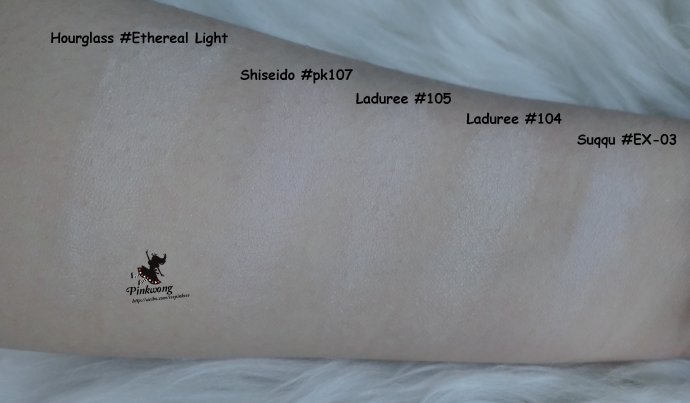 Hourglass #Ethereal Light
Shiseido #pk107
Laduree #105
Laduree #104
Suqqu #EX-03
Pinkwong